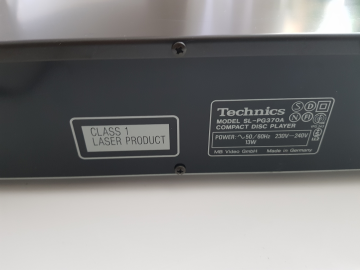 CLASS 1
LASER PRODUCT
Technics
MODEL SL-PG370A
COMPACT DISC PLAYER
POWER: ∿50/60Hz 230V-240V
13W
MB Video GmbH Made in Germany